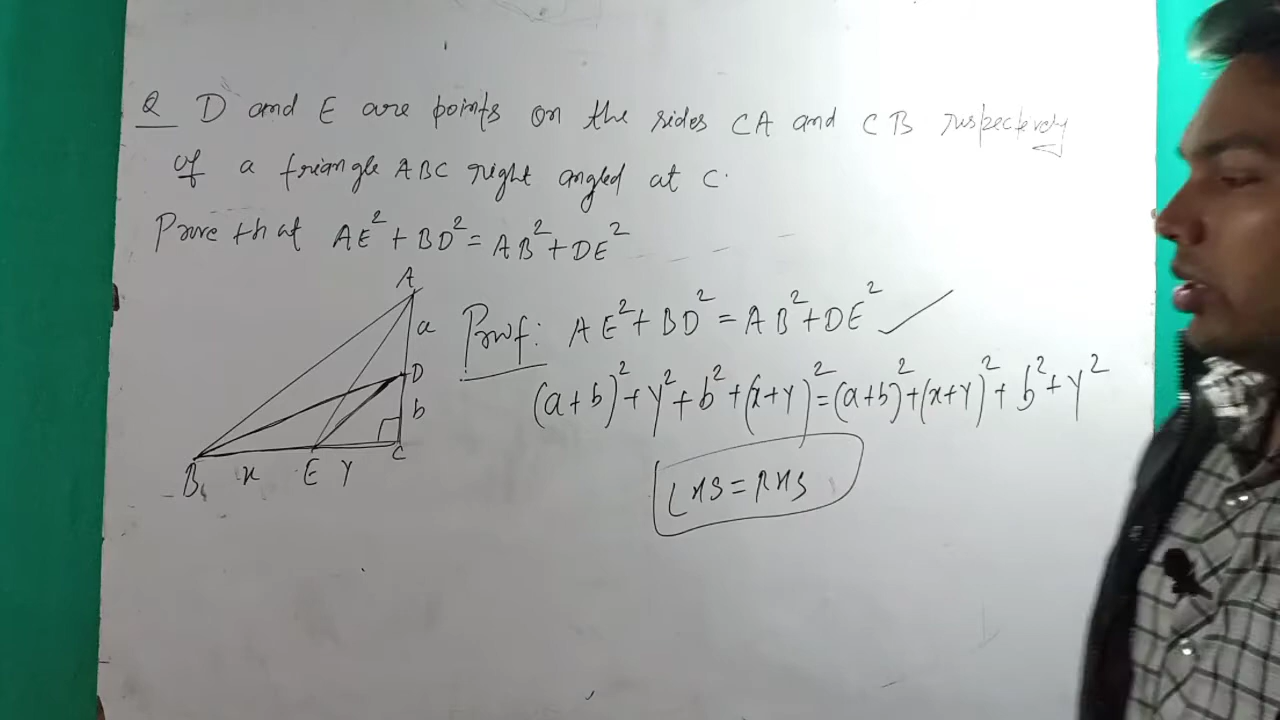 Q D and E are points on the sides CA and CB respectively
of a triangle ABC right angled at C.
Prove that AE² + BD² = AB² + DE²
A
a
D
b
C
B
x
E
y
Proof: AE² + BD² = AB² + DE² ✓
(a+b)² + y² + b² + (x+y)² = (a+b)² + (x+y)² + b² + y²
LHS = RHS